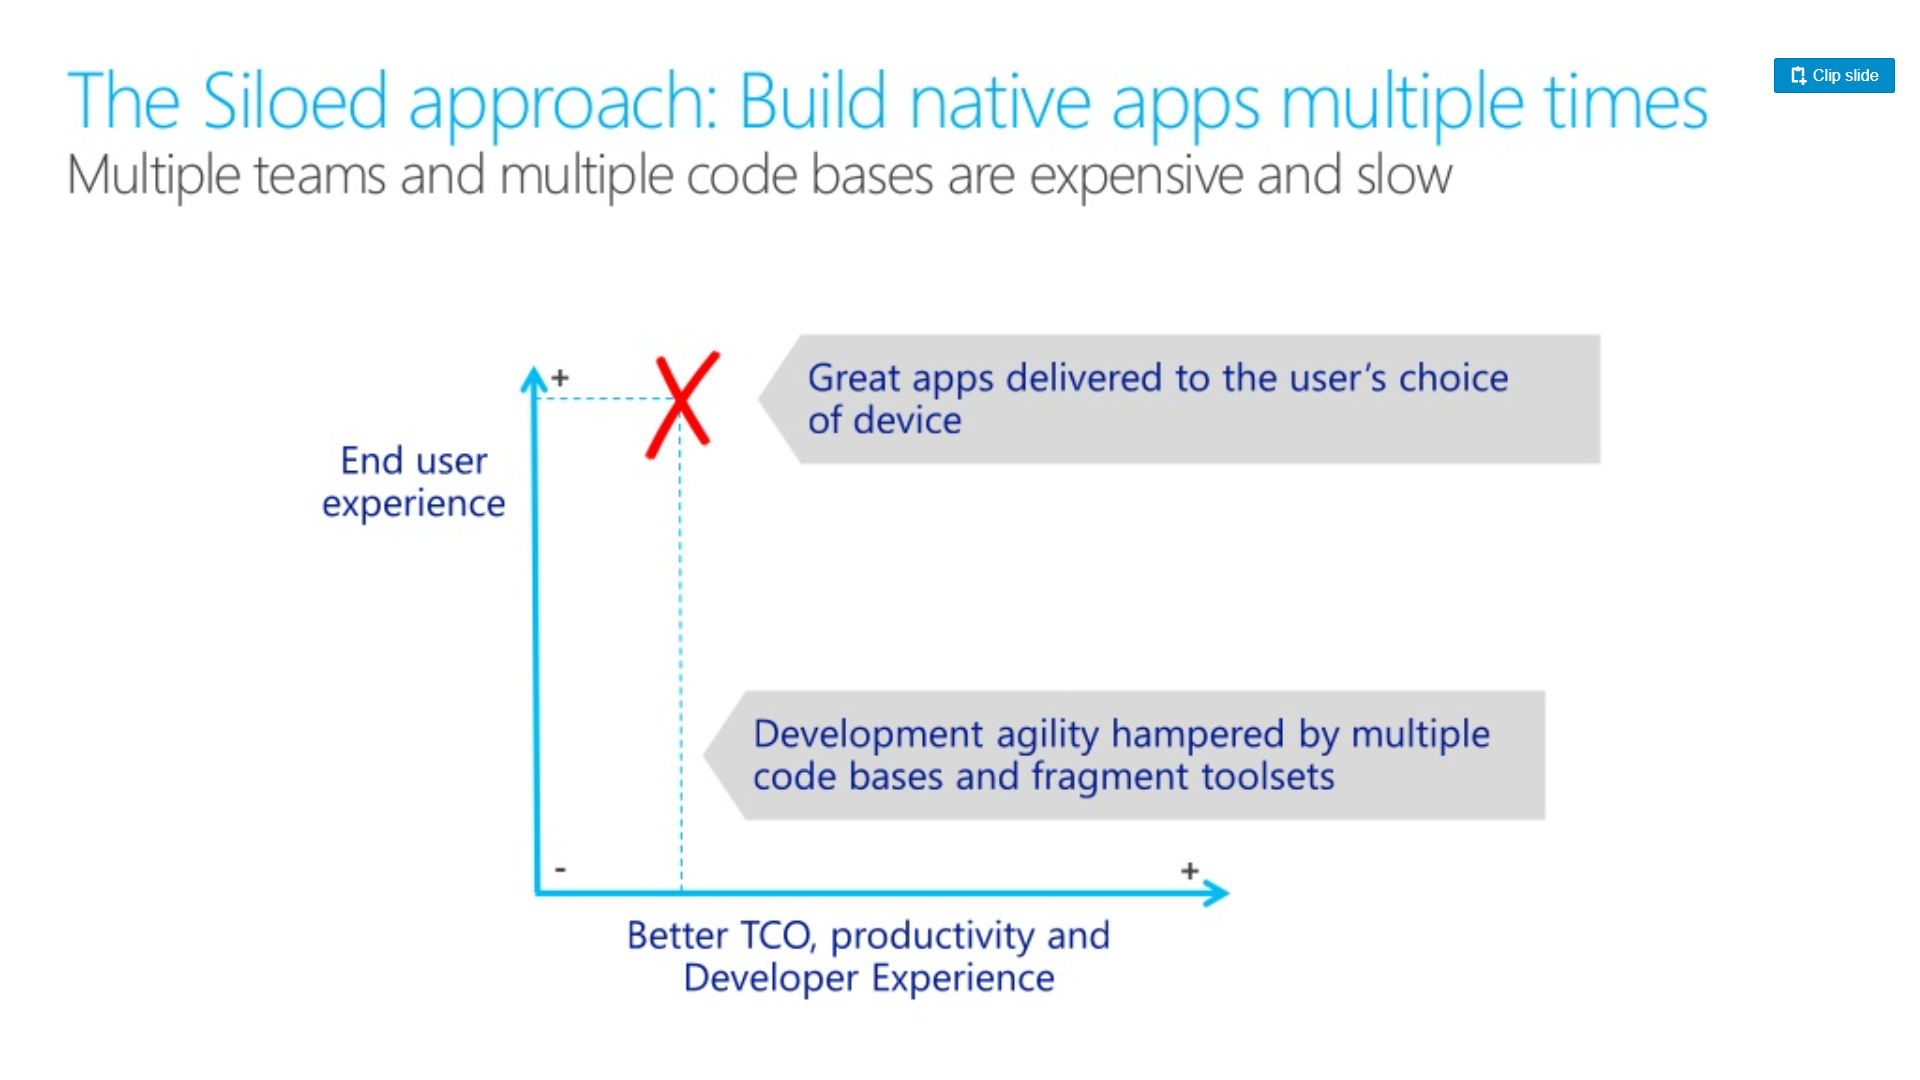 The Siloed approach: Build native apps multiple times
Clip slide
Multiple teams and multiple code bases are expensive and slow
+
Great apps delivered to the user's choice
of device
End user
experience
Development agility hampered by multiple
code bases and fragment toolsets
-
+
Better TCO, productivity and
Developer Experience